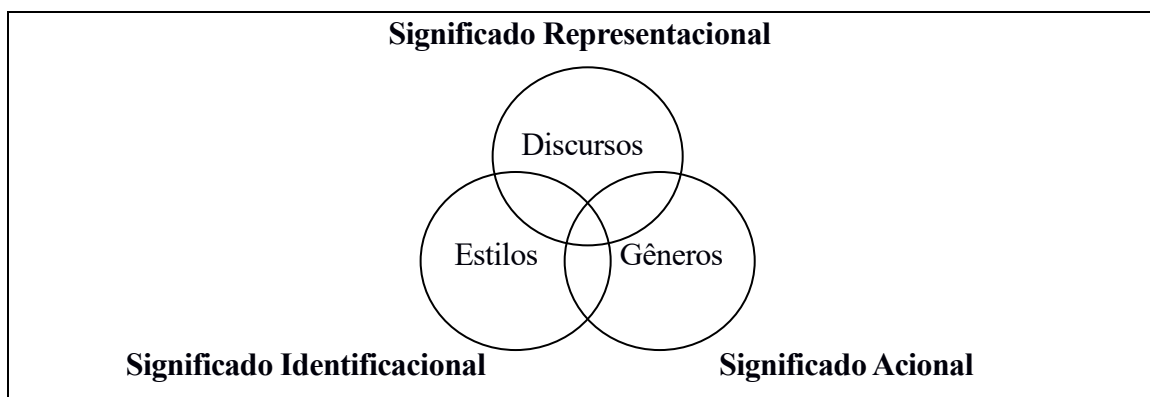 Significado Representacional
Discursos
Estilos Gêneros
Significado Identificacional Significado Acional